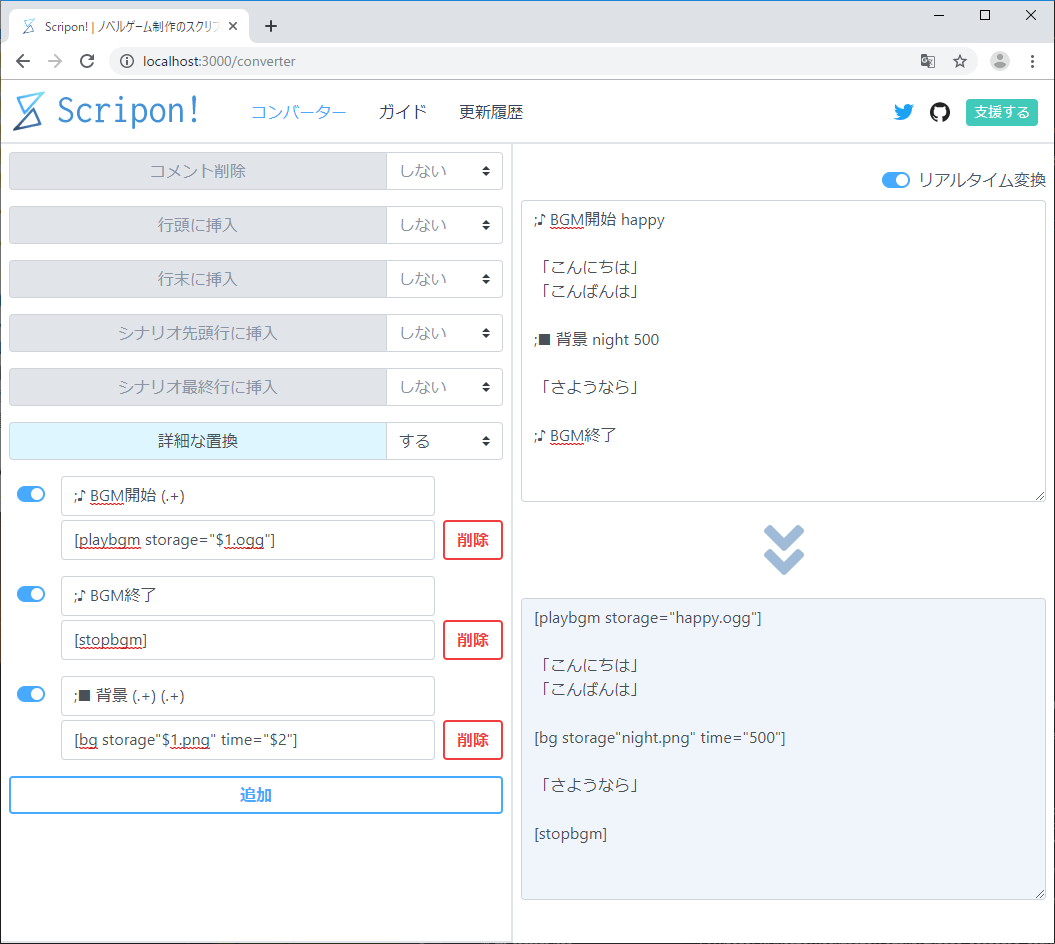 Scripon! | ノベルゲーム制作のスクリプ
localhost:3000/converter
Scripon!
コンバーター
ガイド
更新履歴
支援する
コメント削除
しない
行頭に挿入
しない
行末に挿入
しない
シナリオ先頭行に挿入
しない
シナリオ最終行に挿入
しない
詳細な置換
する
;♪ BGM開始 (.+)
[playbgm storage="$1.ogg"]
削除
;♪ BGM終了
[stopbgm]
削除
;■ 背景 (.+) (.+)
[bg storage"$1.png" time="$2"]
削除
追加
リアルタイム変換
;♪ BGM開始 happy
「こんにちは」
「こんばんは」
;■ 背景 night 500
「さようなら」
;♪ BGM終了
[playbgm storage="happy.ogg"]
「こんにちは」
「こんばんは」
[bg storage"night.png" time="500"]
「さようなら」
[stopbgm]